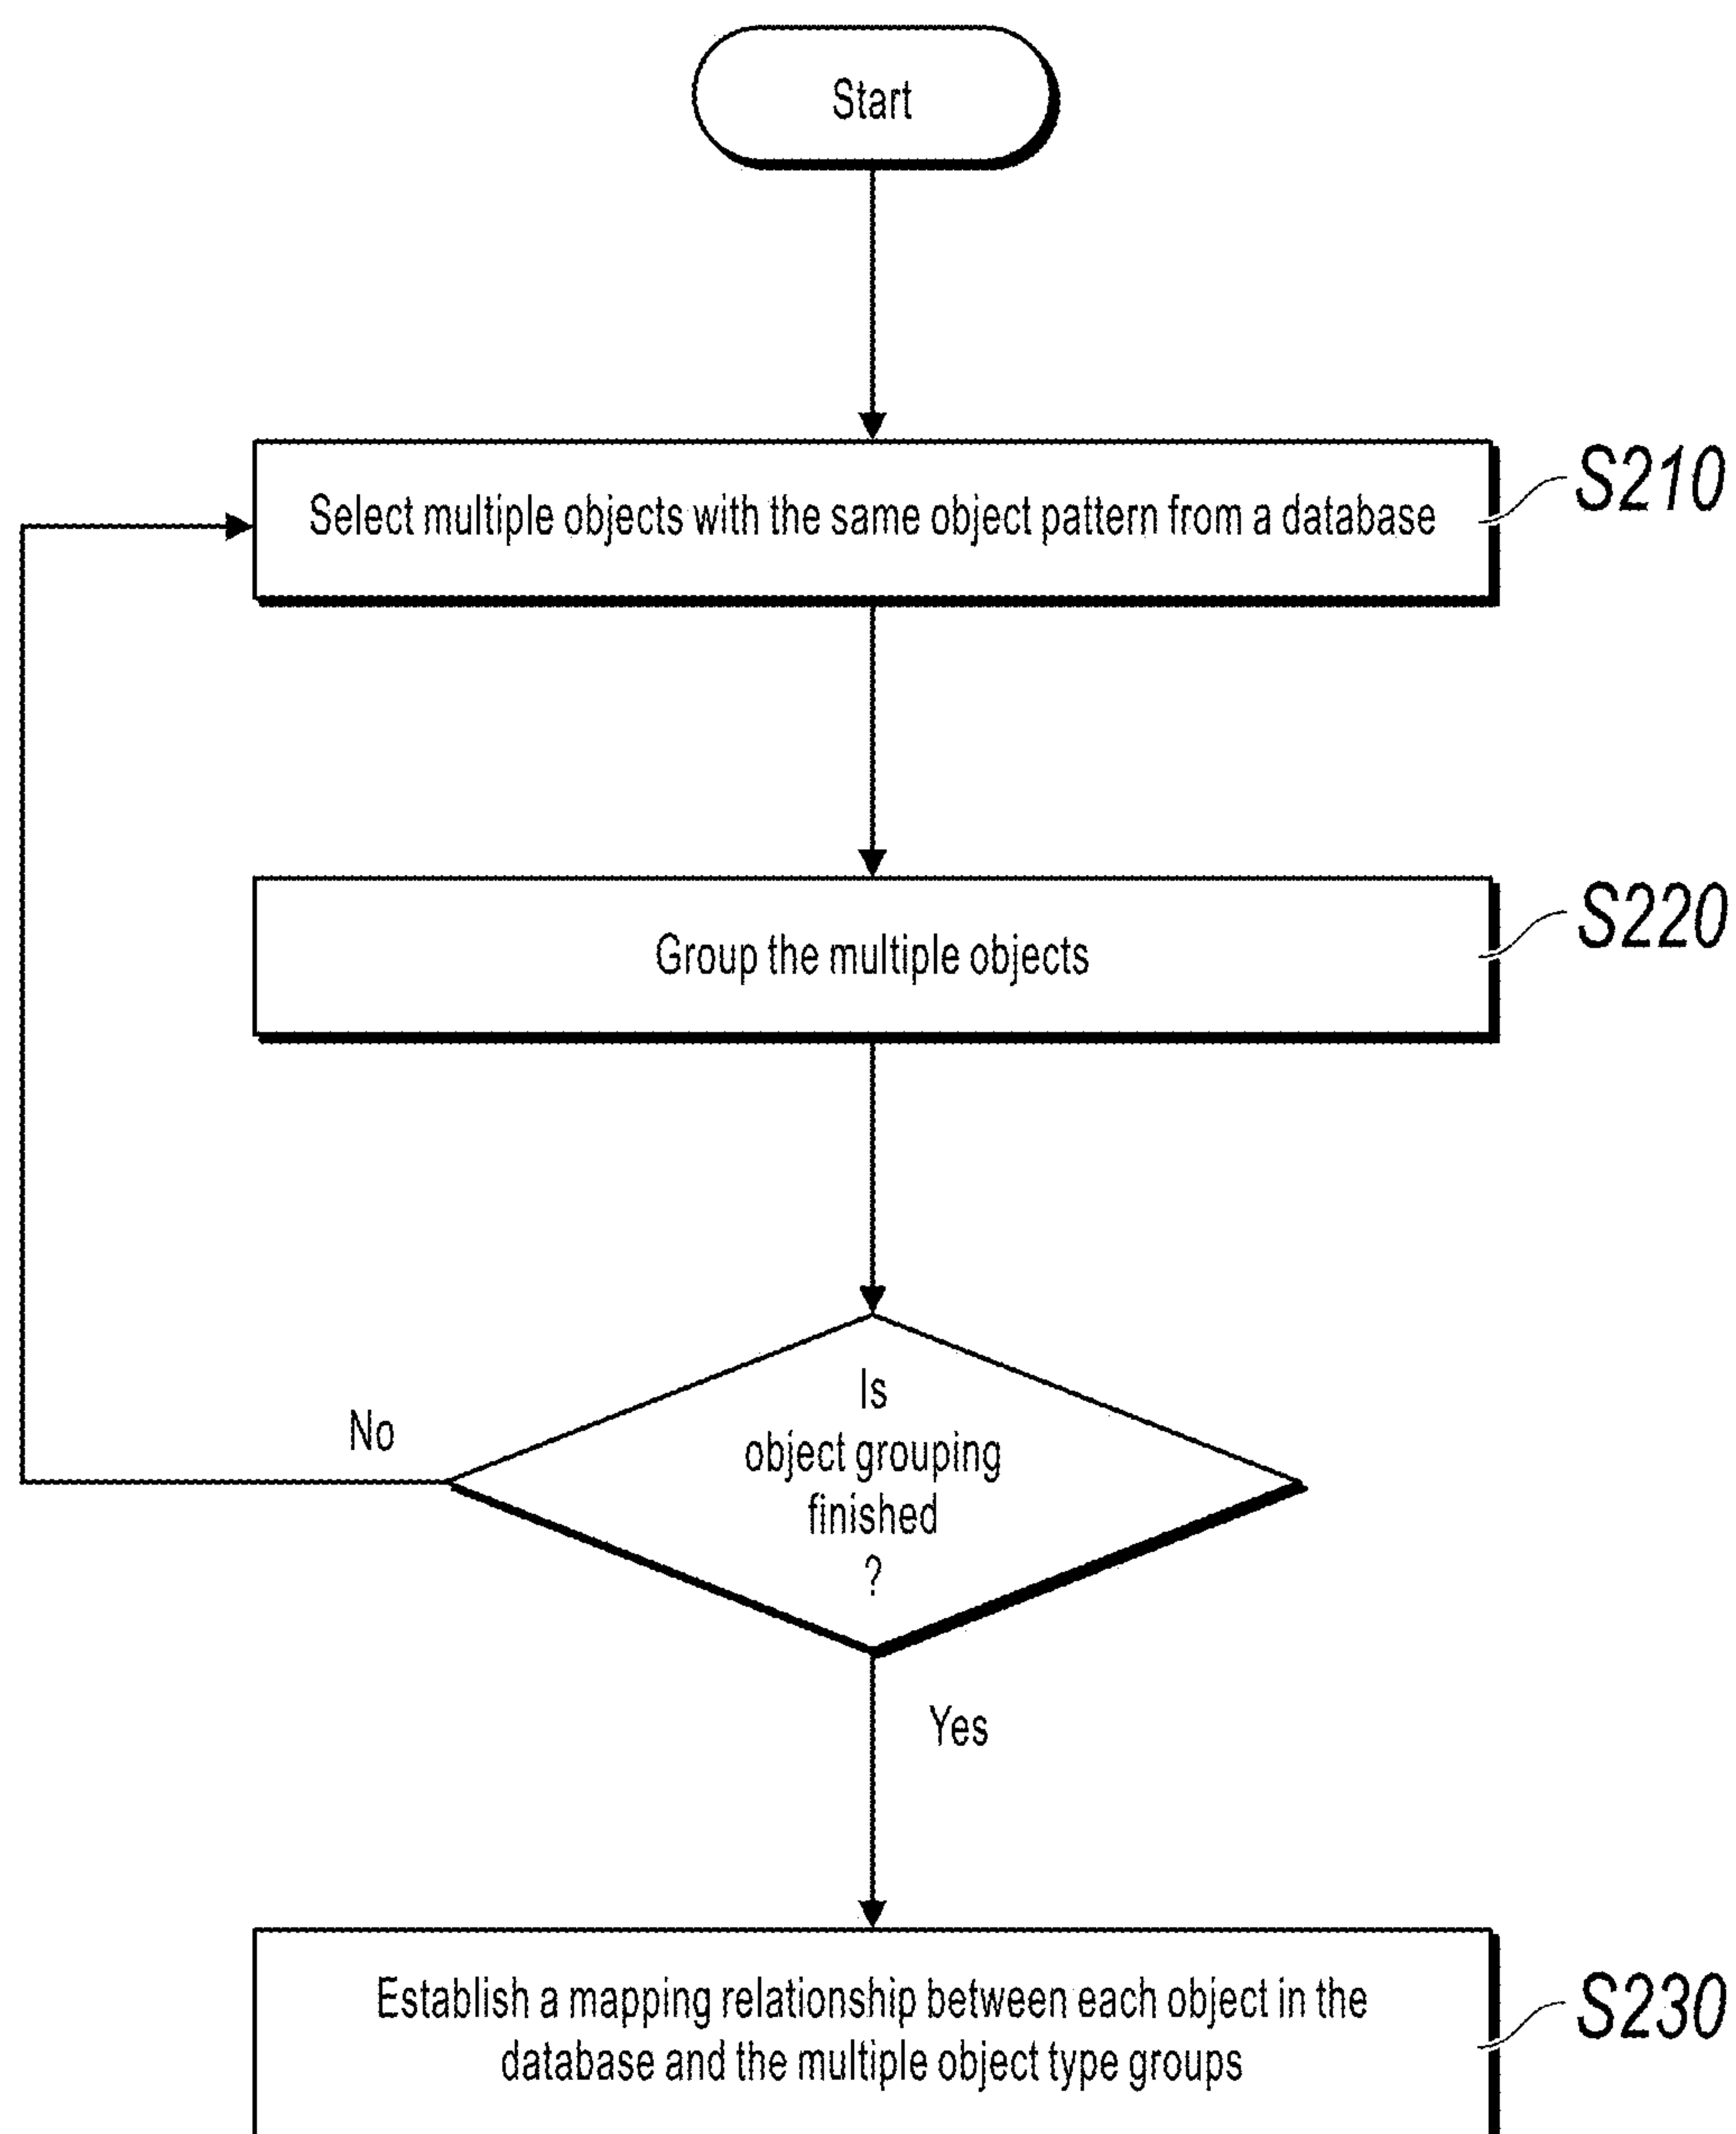 Start
Select multiple objects with the same object pattern from a database
S210
Group the multiple objects
S220
Is
object grouping
finished
?
No
Yes
Establish a mapping relationship between each object in the
database and the multiple object type groups
S230